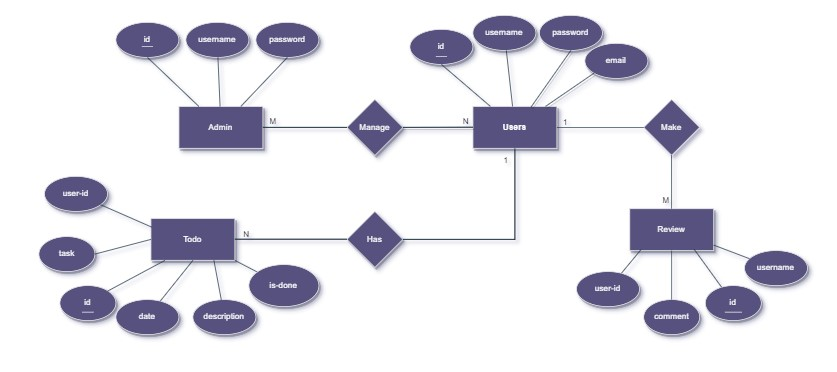 id
username
password
id
username
password
email
Admin
M
Manage
N
Users
1
Make
1
M
user-id
task
id
date
description
is-done
Todo
N
Has
Review
user-id
comment
id
username